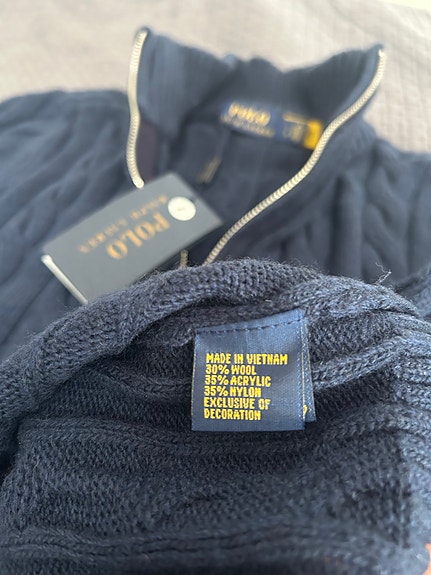 POLO
POLO
RALPH LAUREN
MADE IN VIETNAM
30% WOOL
35% ACRYLIC
35% NYLON
EXCLUSIVE OF
DECORATION